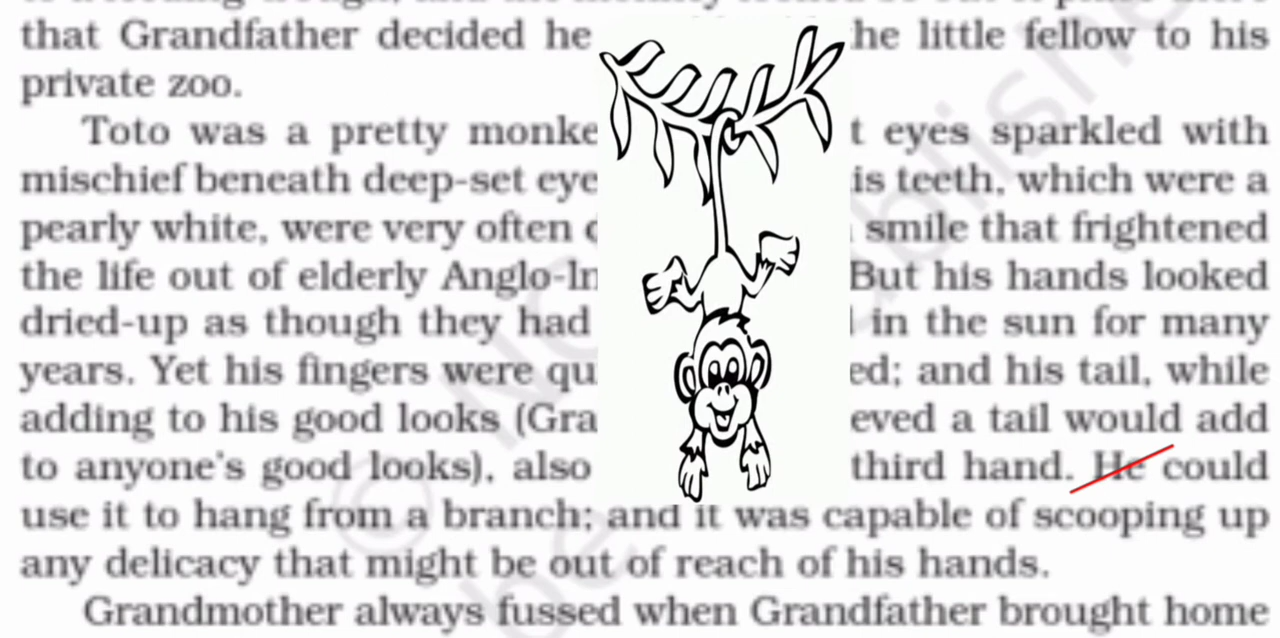 that Grandfather decided he he little fellow to his
private zoo.
Toto was a pretty monke t eyes sparkled with
mischief beneath deep-set eye is teeth, which were a
pearly white, were very often smile that frightened
the life out of elderly Anglo-In But his hands looked
dried-up as though they had in the sun for many
years. Yet his fingers were qu ed; and his tail, while
adding to his good looks (Gra eved a tail would add
to anyone's good looks), also third hand. He could
use it to hang from a branch; and it was capable of scooping up
any delicacy that might be out of reach of his hands.
Grandmother always fussed when Grandfather brought home